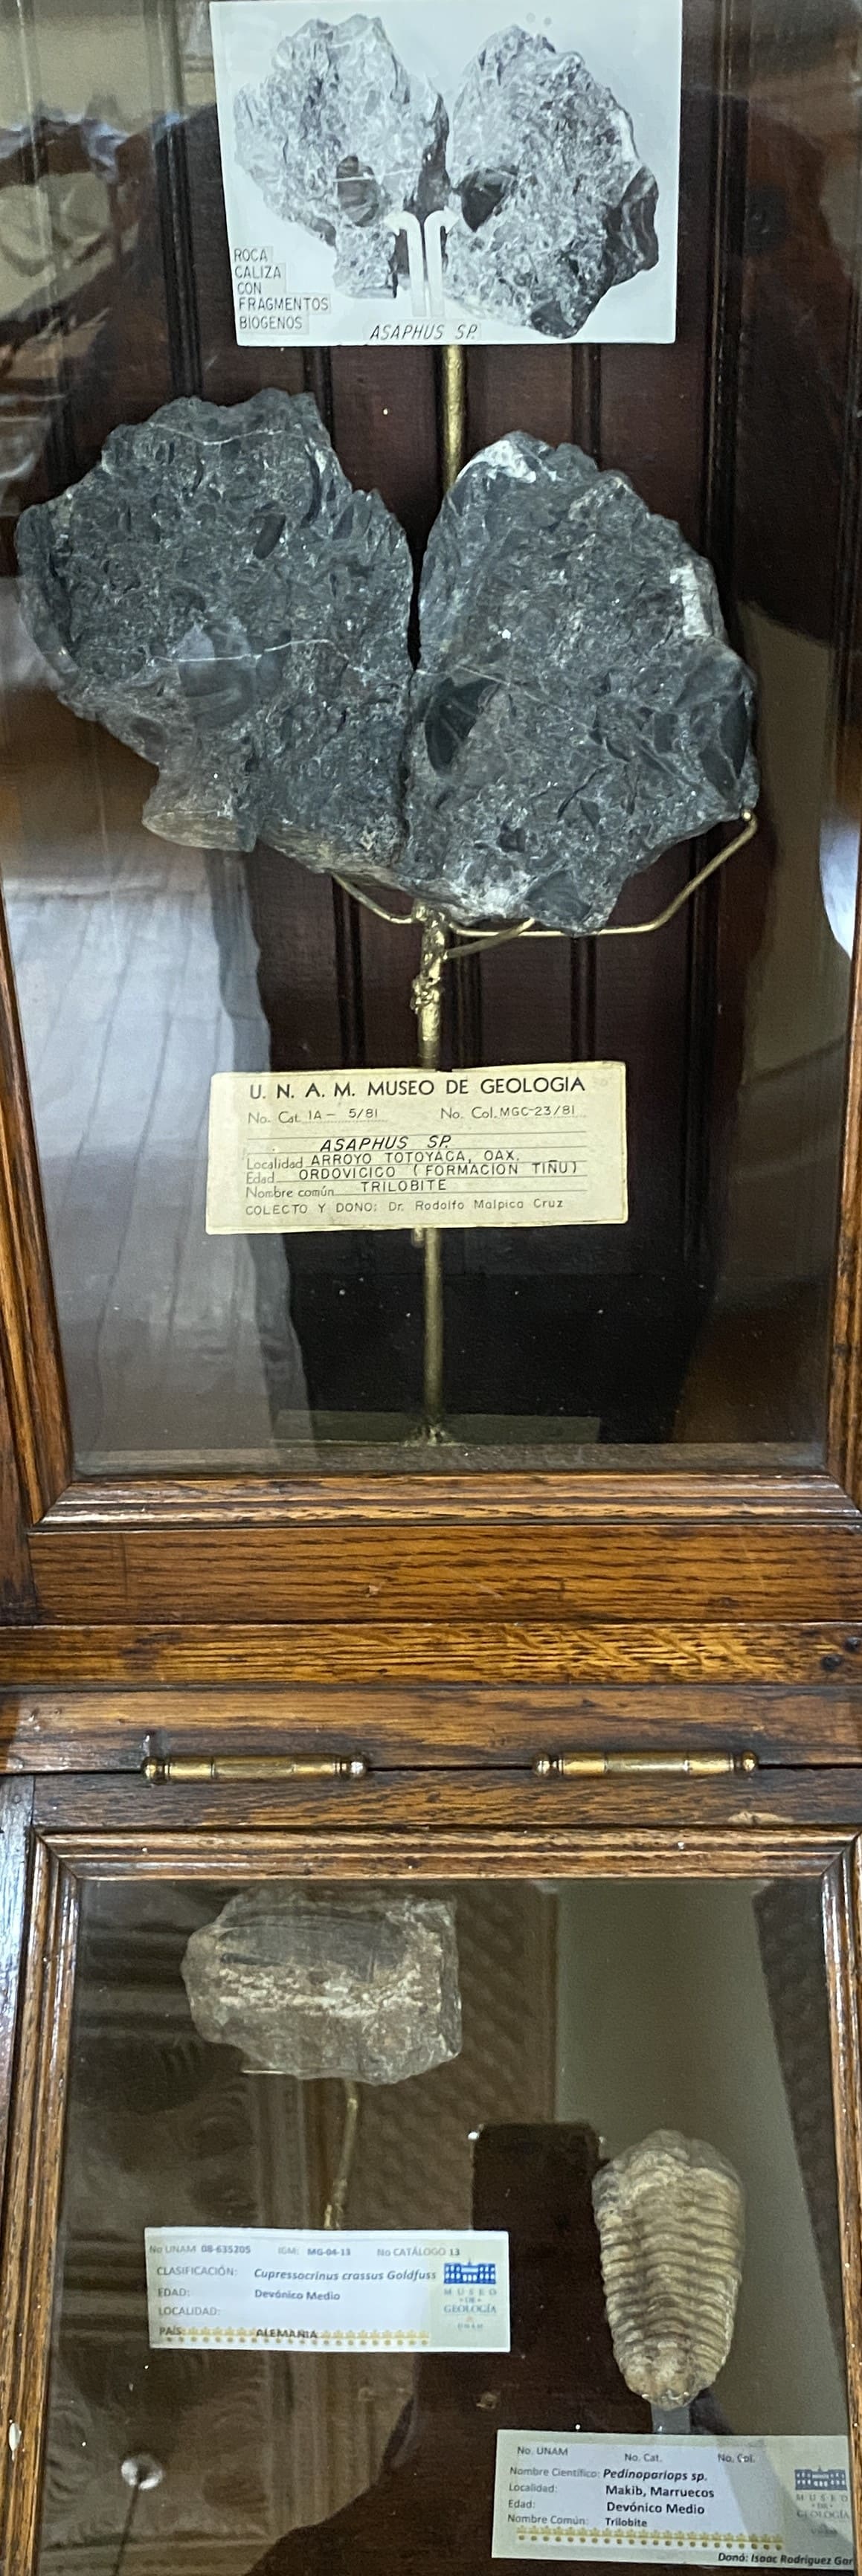 ROCA
CALIZA
CON
FRAGMENTOS
BIOGENOS
ASAPHUS SP.
U. N. A. M. MUSEO DE GEOLOGIA
No. Cat. 1A- 5/81 No. Col. MGC-23/81
ASAPHUS SP.
Localidad ARROYO TOTOYACA, OAX.
Edad ORDOVICICO (FORMACION TIÑU)
Nombre común TRILOBITE
COLECTO Y DONO: Dr. Rodolfo Malpica Cruz
No UNAM 08-635205 IGM: MG-04-13 No CATÁLOGO 13
CLASIFICACIÓN: Cupressocrinus crassus Goldfuss
EDAD: Devónico Medio
LOCALIDAD:
PAÍS: ALEMANIA
MUSEO
DE
GEOLOGÍA
UNAM
No. UNAM No. Cat. No. Col.
Nombre Científico: Pedinopariops sp.
Localidad: Makib, Marruecos
Edad: Devónico Medio
Nombre Común: Trilobite
MUSEO
DE
GEOLOGÍA
Donó: Isaac Rodríguez Gar